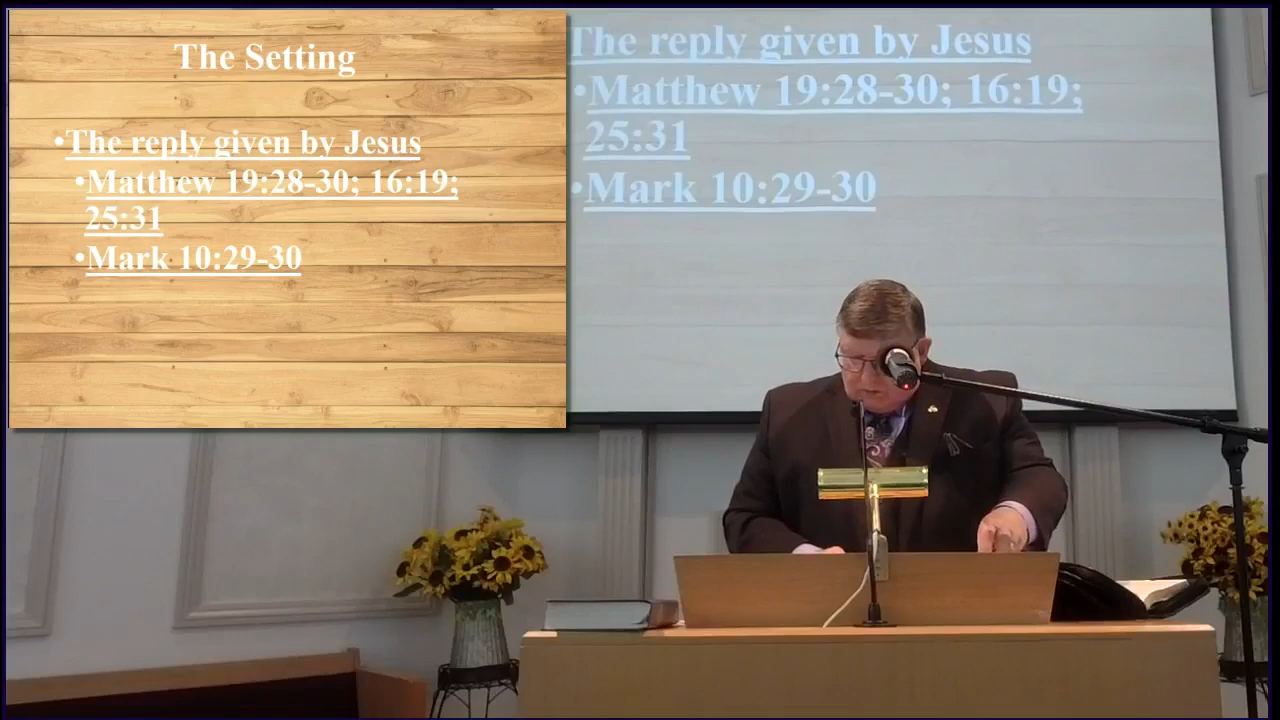 The Setting
•The reply given by Jesus
•Matthew 19:28-30; 16:19;
25:31
•Mark 10:29-30
The reply given by Jesus
•Matthew 19:28-30; 16:19;
25:31
•Mark 10:29-30